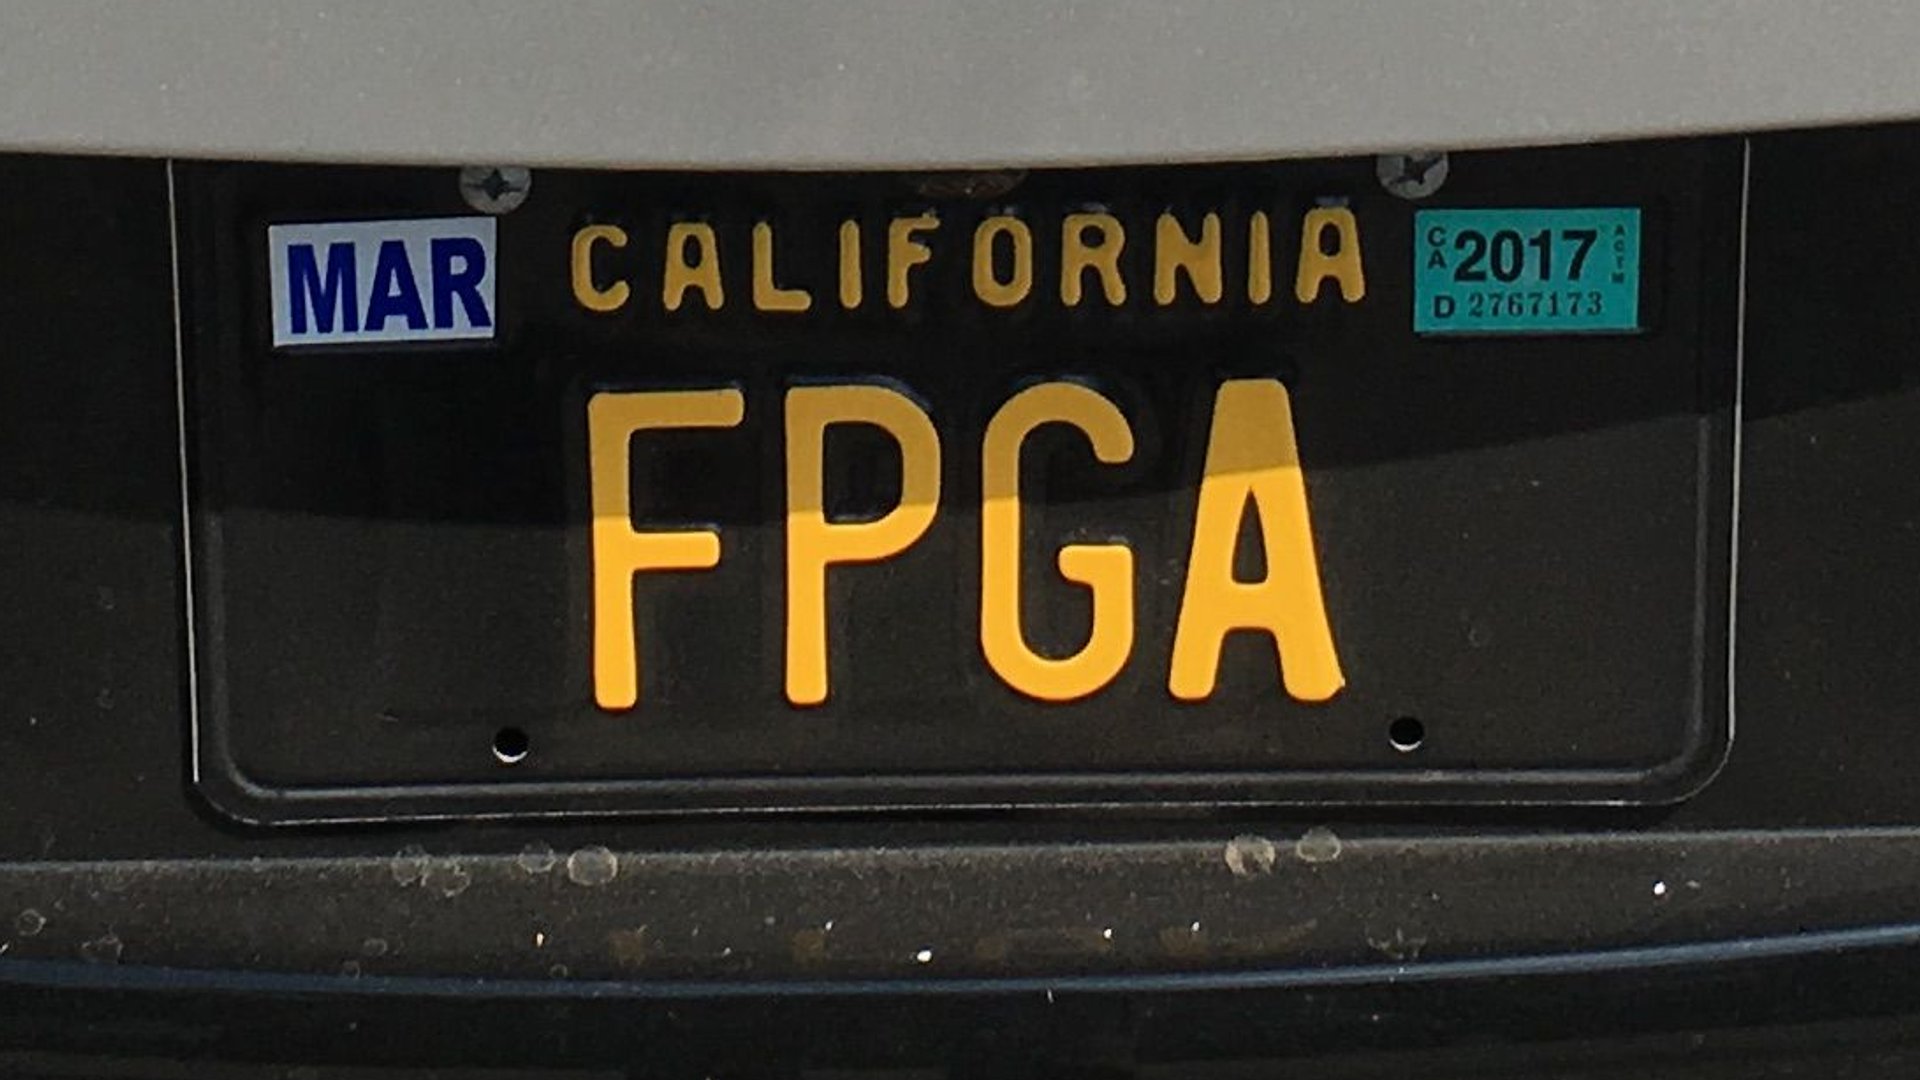 MAR
CALIFORNIA
CA 2017
D 2767173
FPGA